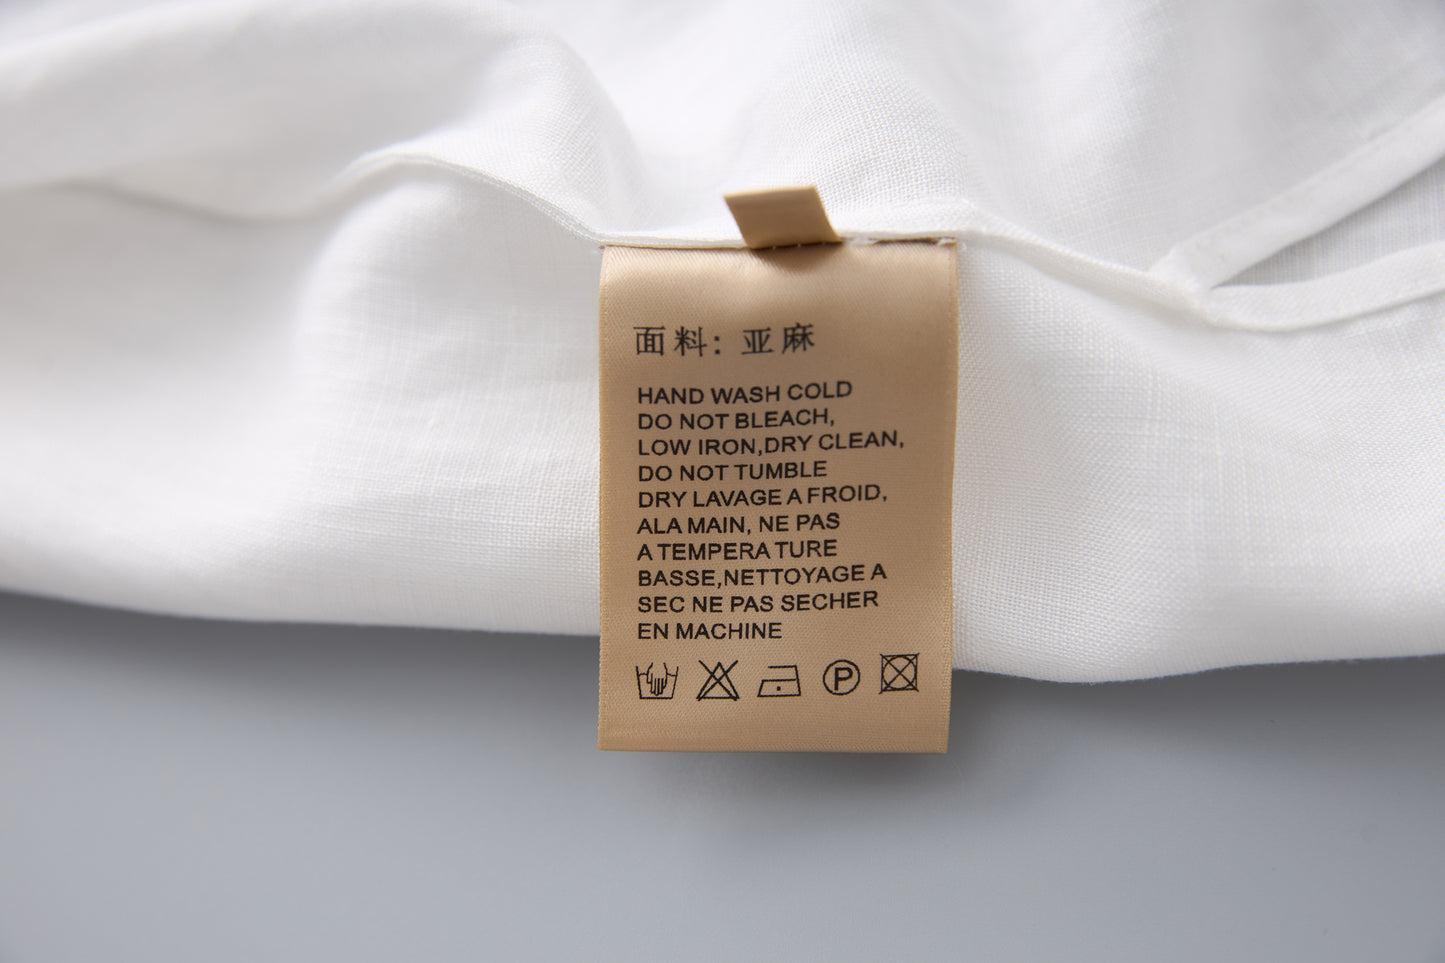 面料：亚麻
HAND WASH COLD
DO NOT BLEACH,
LOW IRON,DRY CLEAN,
DO NOT TUMBLE
DRY LAVAGE A FROID,
ALA MAIN, NE PAS
A TEMPERA TURE
BASSE,NETTOYAGE A
SEC NE PAS SECHER
EN MACHINE
P